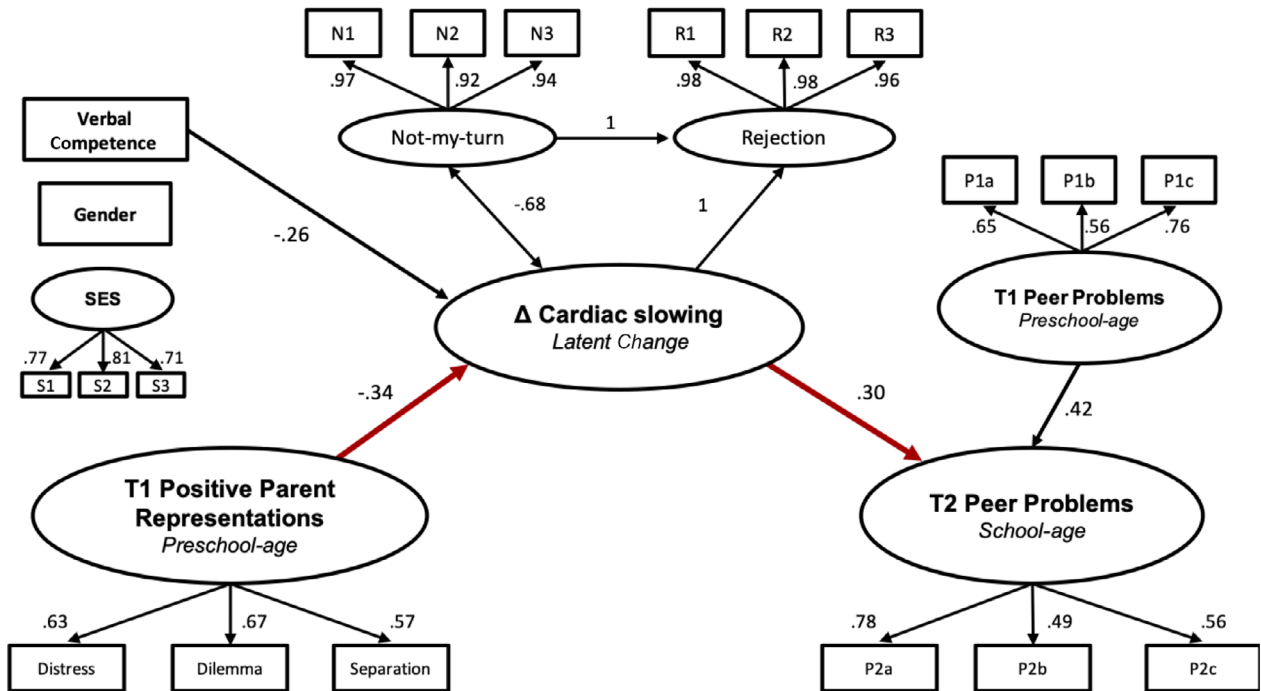 N1 N2 N3 R1 R2 R3
.97 .92 .94 .98 .98 .96
Verbal
Competence
Not-my-turn 1 Rejection
P1a P1b P1c
Gender
-.68 1
.65 .56 .76
-.26
SES
T1 Peer Problems
Preschool-age
Δ Cardiac slowing
Latent Change
.77 .81 .71
S1 S2 S3
-.34 .30 .42
T1 Positive Parent
Representations
Preschool-age
T2 Peer Problems
School-age
.63 .67 .57 .78 .49 .56
Distress Dilemma Separation P2a P2b P2c